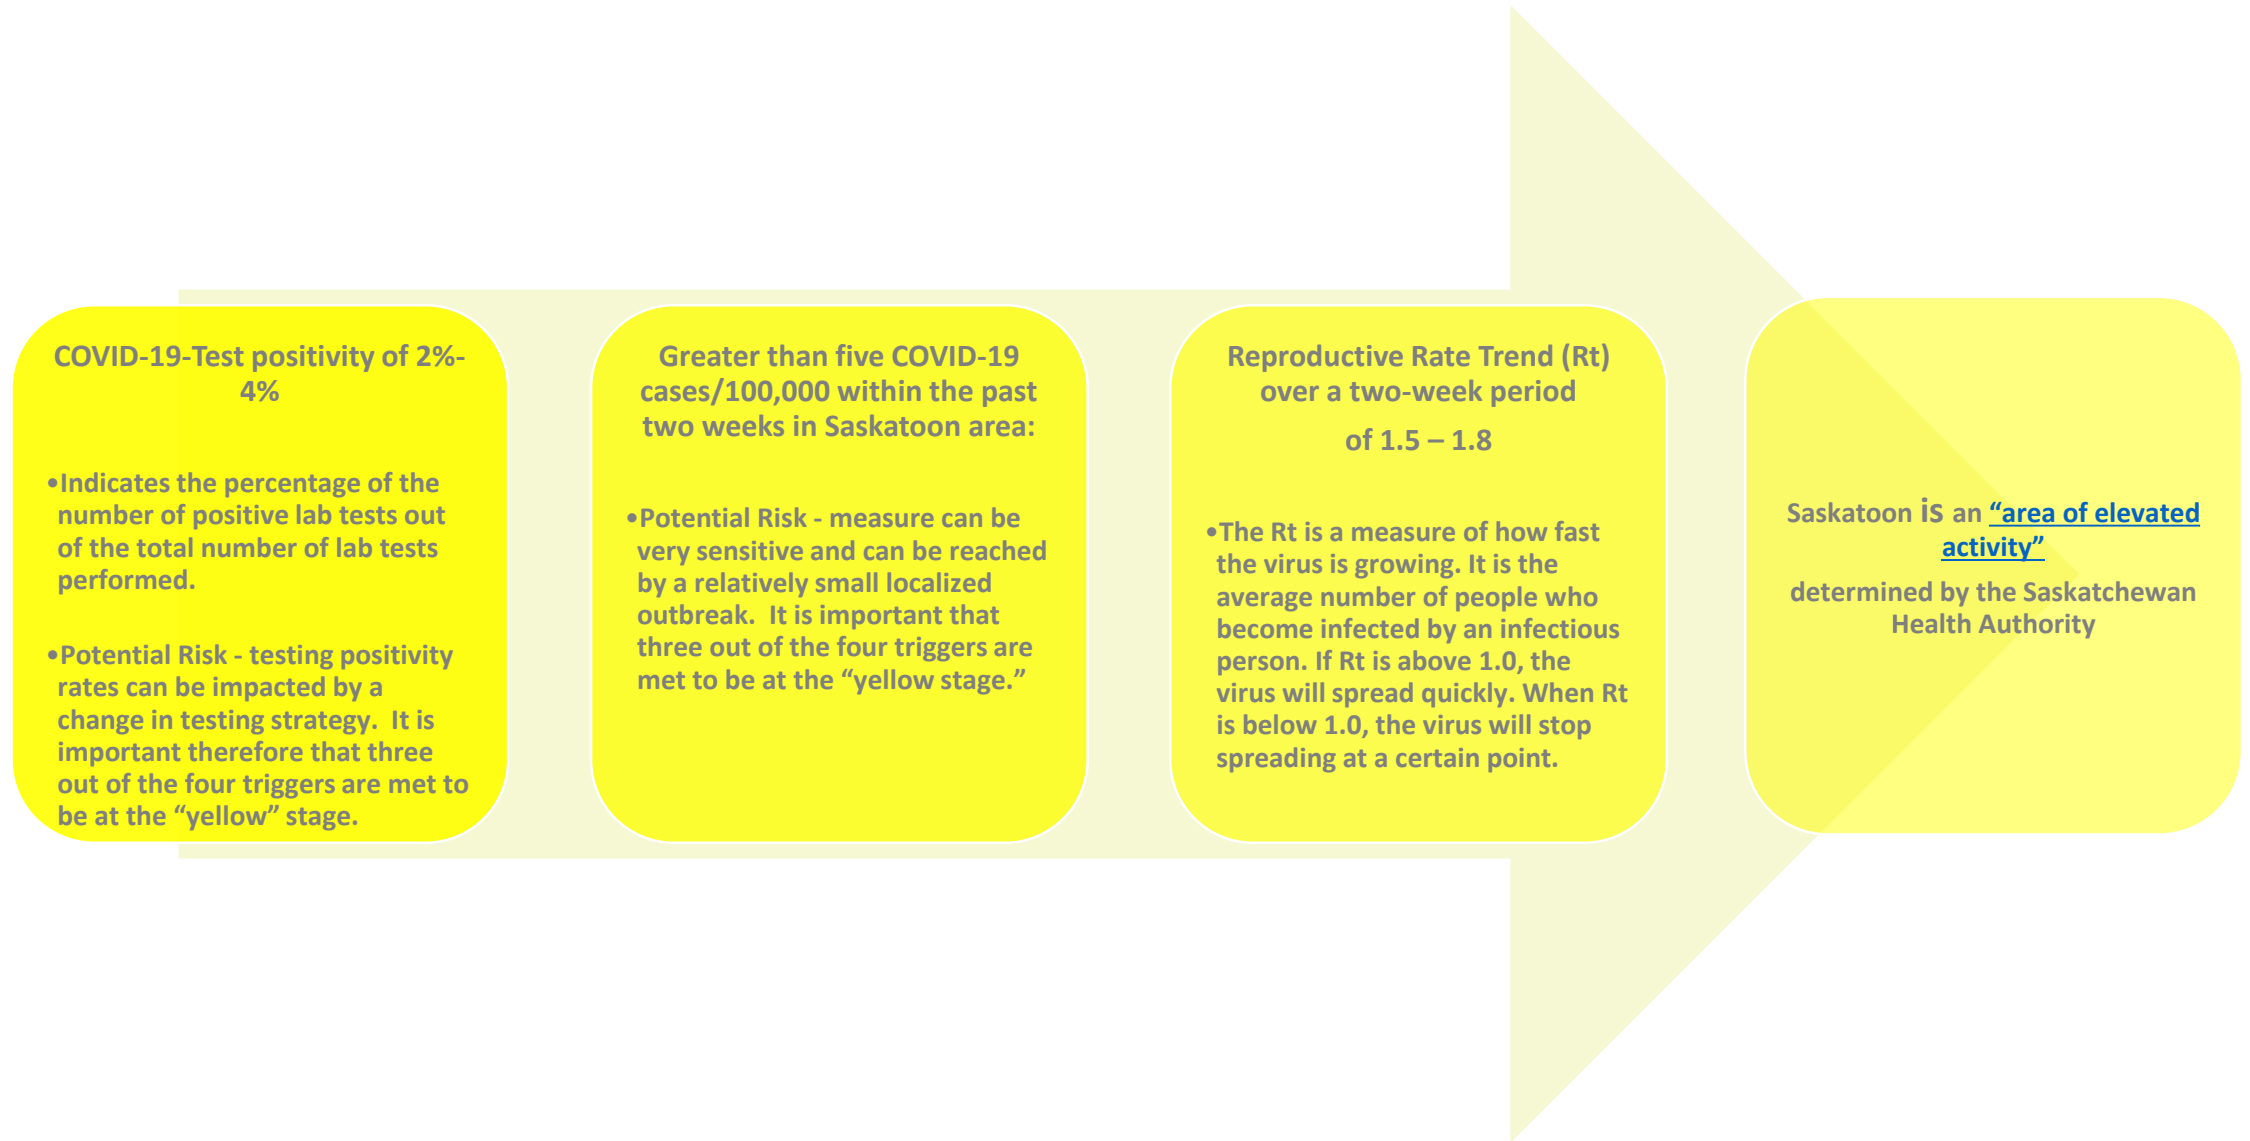 COVID-19-Test positivity of 2%-
4%
•Indicates the percentage of the
number of positive lab tests out
of the total number of lab tests
performed.
•Potential Risk - testing positivity
rates can be impacted by a
change in testing strategy.  It is
important therefore that three
out of the four triggers are met to
be at the “yellow” stage.
Greater than five COVID-19
cases/100,000 within the past
two weeks in Saskatoon area:
•Potential Risk - measure can be
very sensitive and can be reached
by a relatively small localized
outbreak.  It is important that
three out of the four triggers are
met to be at the “yellow stage.”
Reproductive Rate Trend (Rt)
over a two-week period
of 1.5 – 1.8
•The Rt is a measure of how fast
the virus is growing. It is the
average number of people who
become infected by an infectious
person. If Rt is above 1.0, the
virus will spread quickly. When Rt
is below 1.0, the virus will stop
spreading at a certain point.
Saskatoon is an “area of elevated
activity”
determined by the Saskatchewan
Health Authority